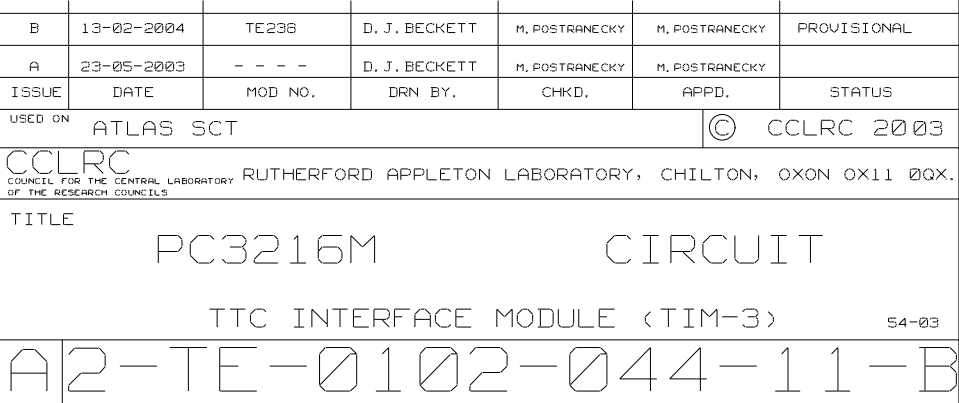 B 13-02-2004 TE238 D.J.BECKETT M.POSTRANECKY M.POSTRANECKY PROVISIONAL
A 23-05-2003 - - - - D.J.BECKETT M.POSTRANECKY M.POSTRANECKY
ISSUE DATE MOD NO. DRN BY. CHKD. APPD. STATUS
USED ON ATLAS SCT © CCLRC 2003
CCLRC
COUNCIL FOR THE CENTRAL LABORATORY
OF THE RESEARCH COUNCILS
RUTHERFORD APPLETON LABORATORY, CHILTON, OXON OX11 0QX.
TITLE
PC3216M CIRCUIT
TTC INTERFACE MODULE (TIM-3) 54-03
A 2-TE-0102-044-11-B